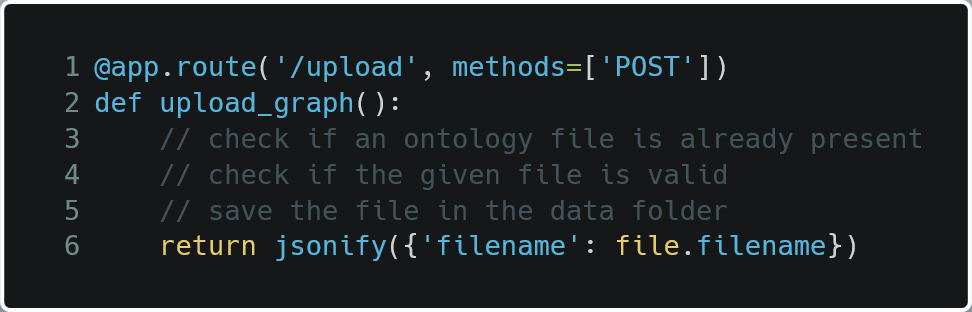 1 @app.route('/upload', methods=['POST'])
2 def upload_graph():
3     // check if an ontology file is already present
4     // check if the given file is valid
5     // save the file in the data folder
6     return jsonify({'filename': file.filename})